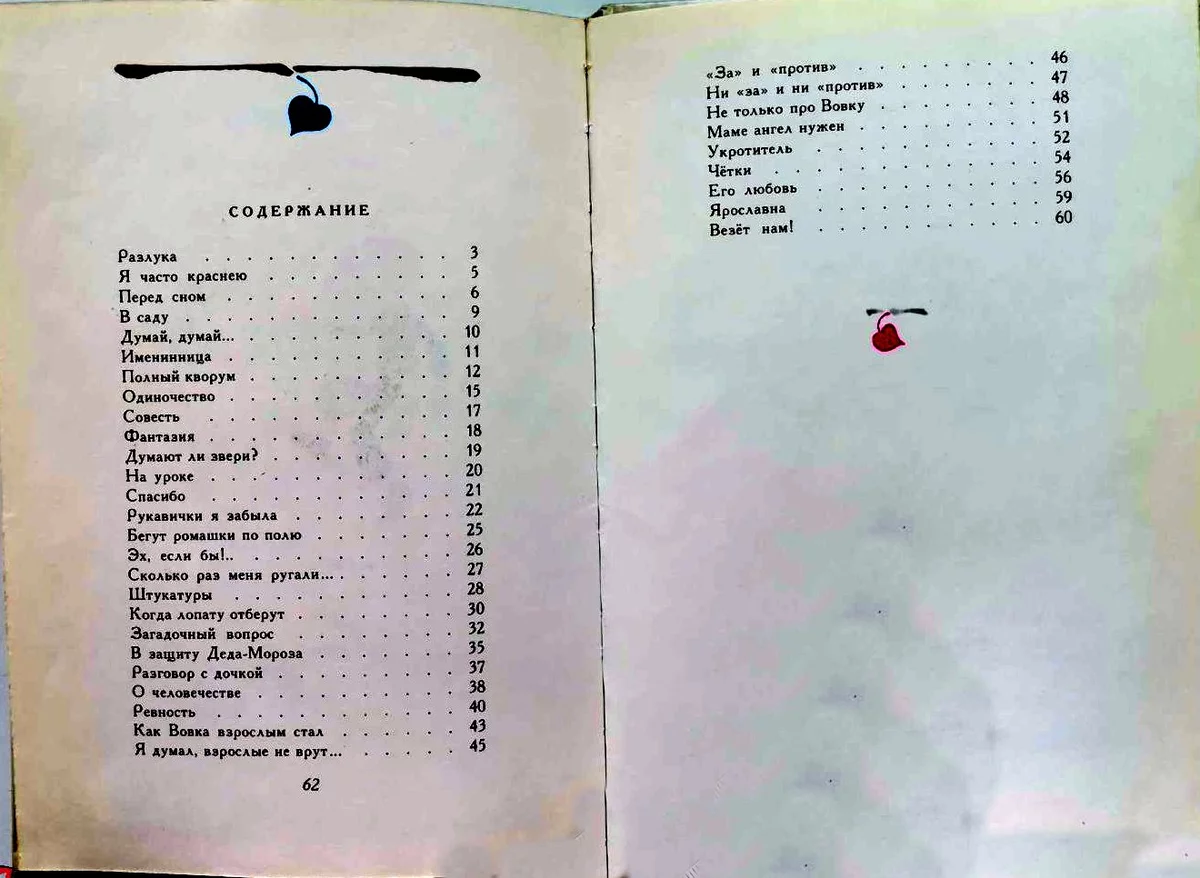 СОДЕРЖАНИЕ
Разлука . . . . . . . . . . . . 3
Я часто краснею . . . . . . . . 5
Перед сном . . . . . . . . . . 6
В саду . . . . . . . . . . . . 9
Думай, думай... . . . . . . . . . 10
Именинница . . . . . . . . . . 11
Полный кворум . . . . . . . . . 12
Одиночество . . . . . . . . . . 15
Совесть . . . . . . . . . . . 17
Фантазия . . . . . . . . . . . 18
Думают ли звери? . . . . . . . . 19
На уроке . . . . . . . . . . . 20
Спасибо . . . . . . . . . . . 21
Рукавички я забыла . . . . . . . 22
Бегут ромашки по полю . . . . . . 25
Эх, если бы!.. . . . . . . . . . 26
Сколько раз меня ругали... . . . . . . 27
Штукатуры . . . . . . . . . . 28
Когда лопату отберут . . . . . . . 30
Загадочный вопрос . . . . . . . 32
В защиту Деда-Мороза . . . . . . 35
Разговор с дочкой . . . . . . . . 37
О человечестве . . . . . . . . . 38
Ревность . . . . . . . . . . . 40
Как Вовка взрослым стал . . . . . 43
Я думал, взрослые не врут... . . . . . 45
62
«За» и «против» . . . . . . . . . 46
Ни «за» и ни «против» . . . . . . . 47
Не только про Вовку . . . . . . . . 48
Маме ангел нужен . . . . . . . . . 51
Укротитель . . . . . . . . . . 52
Чётки . . . . . . . . . . . . 54
Его любовь . . . . . . . . . . 56
Ярославна . . . . . . . . . . 59
Везёт нам! . . . . . . . . . . 60